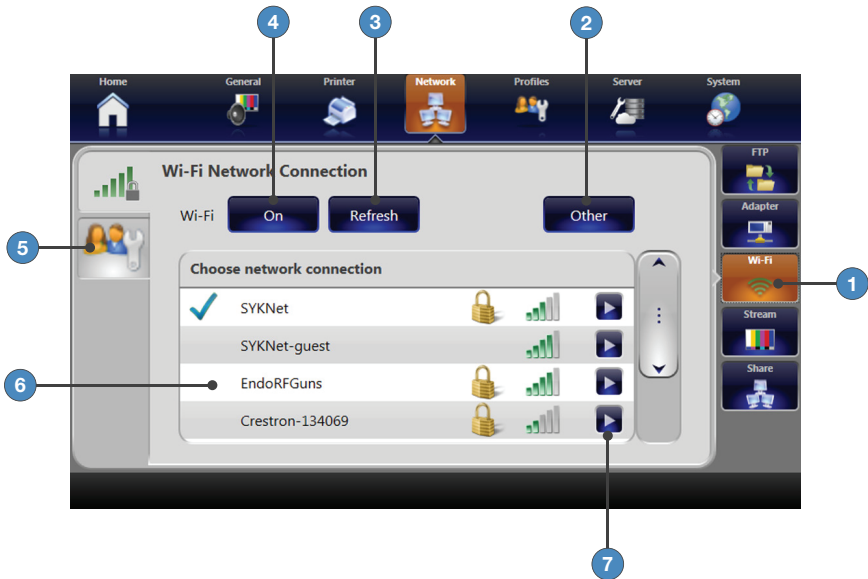 4 3 2
Home General Printer Network Profiles Server System
FTP
Wi-Fi Network Connection
Adapter
Wi-Fi On Refresh Other
5
Wi-Fi
Choose network connection
1
SYKNet
Stream
SYKNet-guest
Share
6 EndoRFGuns
Crestron-134069
7